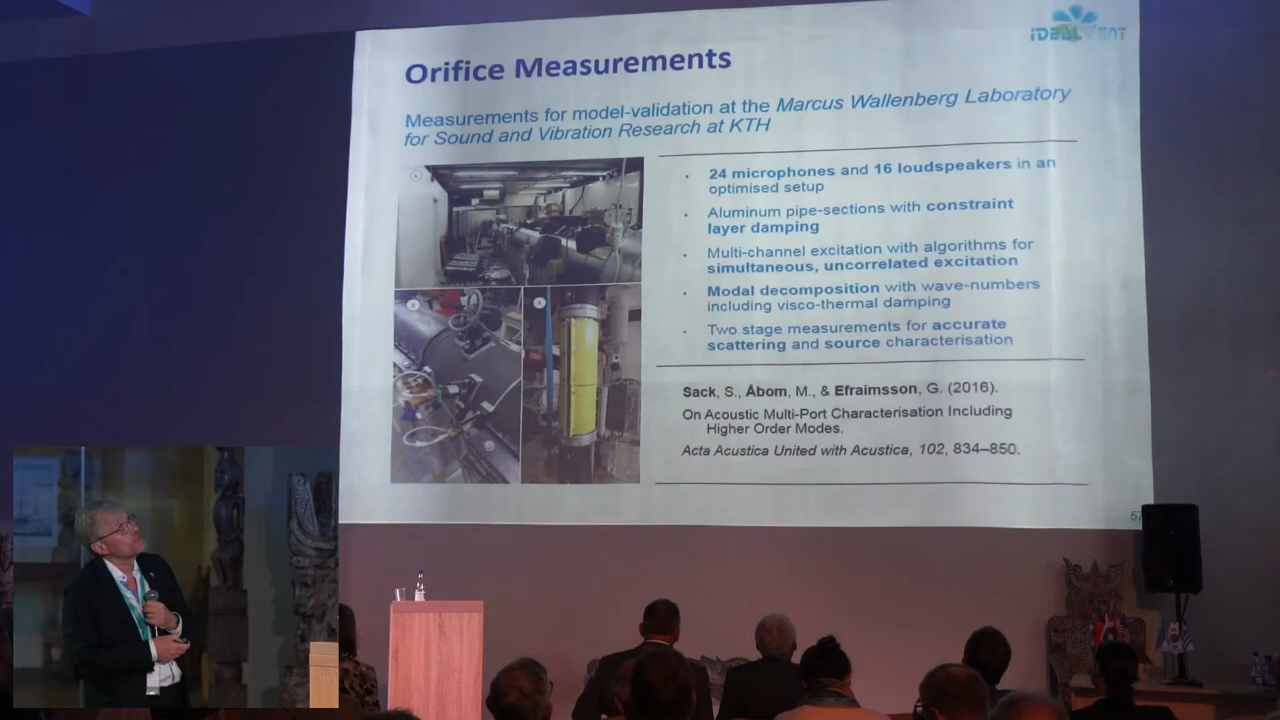 IDEALVENT
Orifice Measurements
Measurements for model-validation at the Marcus Wallenberg Laboratory
for Sound and Vibration Research at KTH
24 microphones and 16 loudspeakers in an
optimised setup
Aluminum pipe-sections with constraint
layer damping
Multi-channel excitation with algorithms for
simultaneous, uncorrelated excitation
Modal decomposition with wave-numbers
including visco-thermal damping
Two stage measurements for accurate
scattering and source characterisation
Sack, S., Åbom, M., & Efraimsson, G. (2016).
On Acoustic Multi-Port Characterisation Including
Higher Order Modes.
Acta Acustica United with Acustica, 102, 834–850.
57